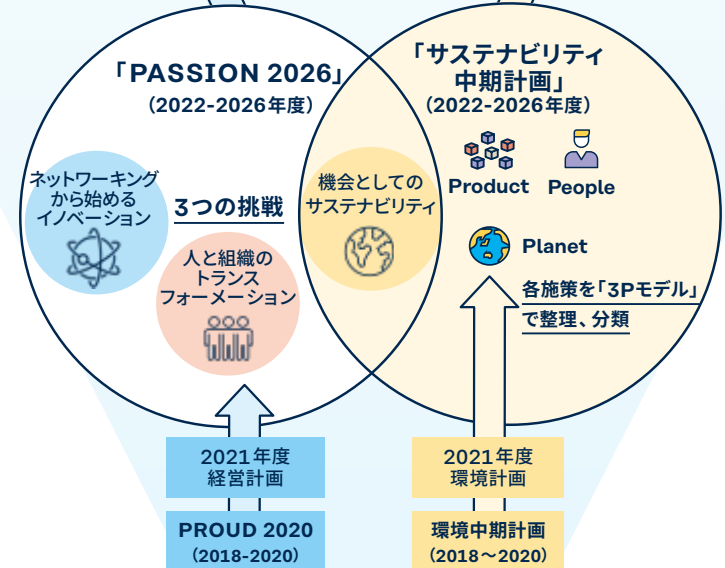 「PASSION 2026」
（2022-2026年度）
ネットワーキング
から始める
イノベーション
3つの挑戦
人と組織の
トランス
フォーメーション
機会としての
サステナビリティ
「サステナビリティ
中期計画」
（2022-2026年度）
Product
People
Planet
各施策を「3Pモデル」
で整理、分類
2021年度
経営計画
PROUD 2020
（2018-2020）
2021年度
環境計画
環境中期計画
（2018～2020）